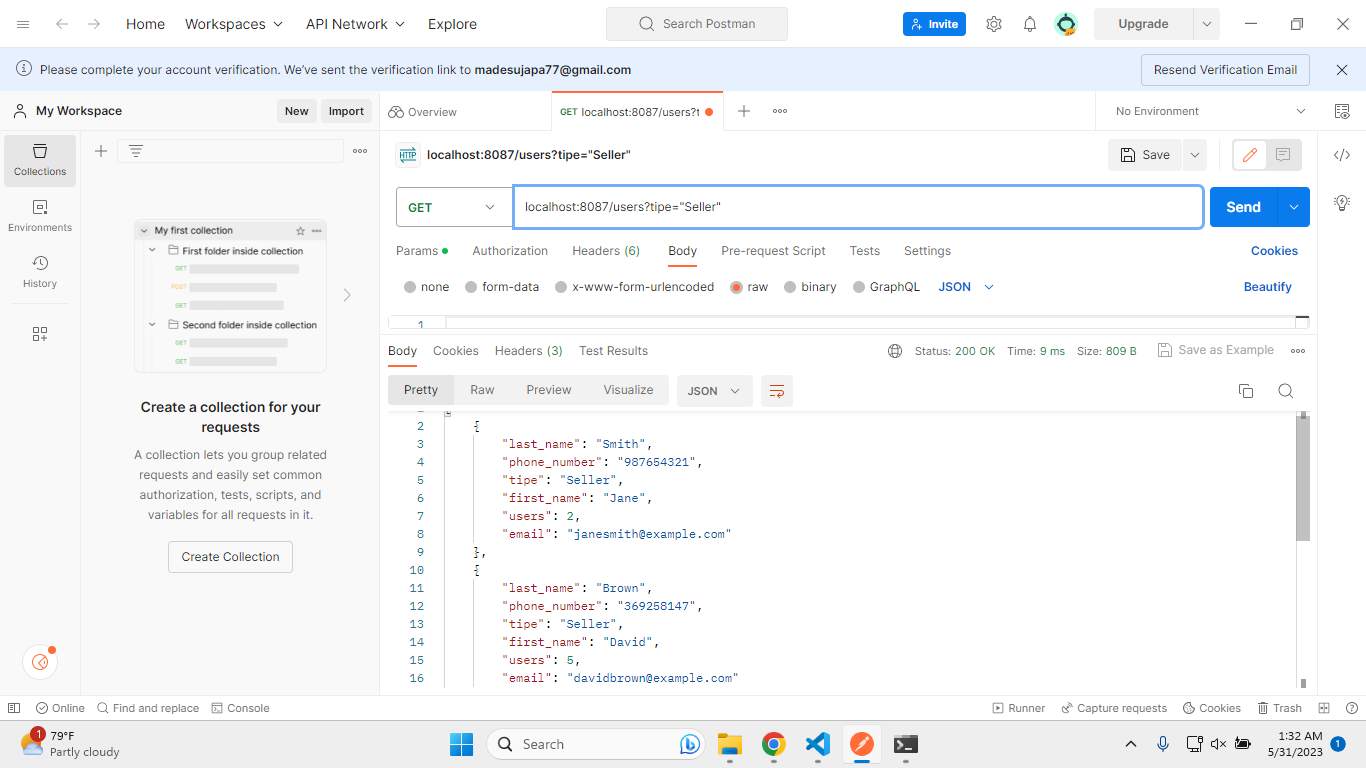 Home
Workspaces
API Network
Explore
Search Postman
Invite
Upgrade
Please complete your account verification. We've sent the verification link to madesujapa77@gmail.com
Resend Verification Email
My Workspace
New
Import
Overview
GET localhost:8087/users?t
No Environment
Collections
Environments
History
My first collection
First folder inside collection
GET
POST
GET
Second folder inside collection
GET
GET
Create a collection for your
requests
A collection lets you group related
requests and easily set common
authorization, tests, scripts, and
variables for all requests in it.
Create Collection
HTTP
localhost:8087/users?tipe="Seller"
Save
GET
localhost:8087/users?tipe="Seller"
Send
Params
Authorization
Headers (6)
Body
Pre-request Script
Tests
Settings
Cookies
none
form-data
x-www-form-urlencoded
raw
binary
GraphQL
JSON
Beautify
1
Body
Cookies
Headers (3)
Test Results
Status: 200 OK
Time: 9 ms
Size: 809 B
Save as Example
Pretty
Raw
Preview
Visualize
JSON
2 {
3 "last_name": "Smith",
4 "phone_number": "987654321",
5 "tipe": "Seller",
6 "first_name": "Jane",
7 "users": 2,
8 "email": "janesmith@example.com"
9 },
10 {
11 "last_name": "Brown",
12 "phone_number": "369258147",
13 "tipe": "Seller",
14 "first_name": "David",
15 "users": 5,
16 "email": "davidbrown@example.com"
Online
Find and replace
Console
Runner
Capture requests
Cookies
Trash
1
79°F
Partly cloudy
Search
1:32 AM
5/31/2023
1